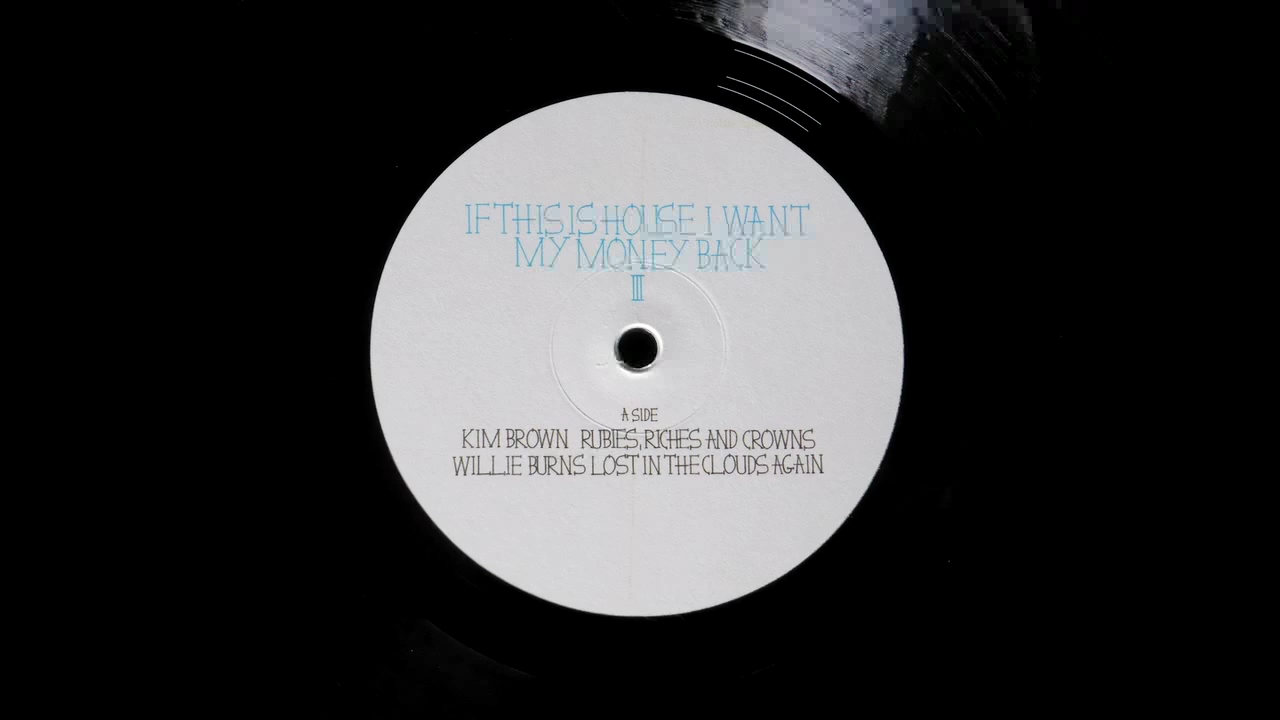 IF THIS IS HOUSE I WANT
MY MONEY BACK
III
A SIDE
KIM BROWN RUBIES, RICHES AND CROWNS
WILLIE BURNS LOST IN THE CLOUDS AGAIN